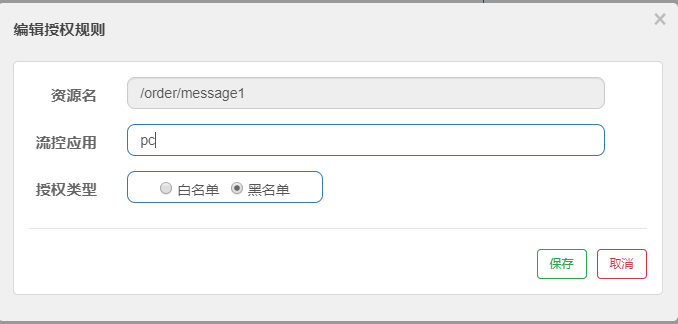 编辑授权规则
×
资源名 /order/message1
流控应用 pc
授权类型 白名单 黑名单
保存 取消